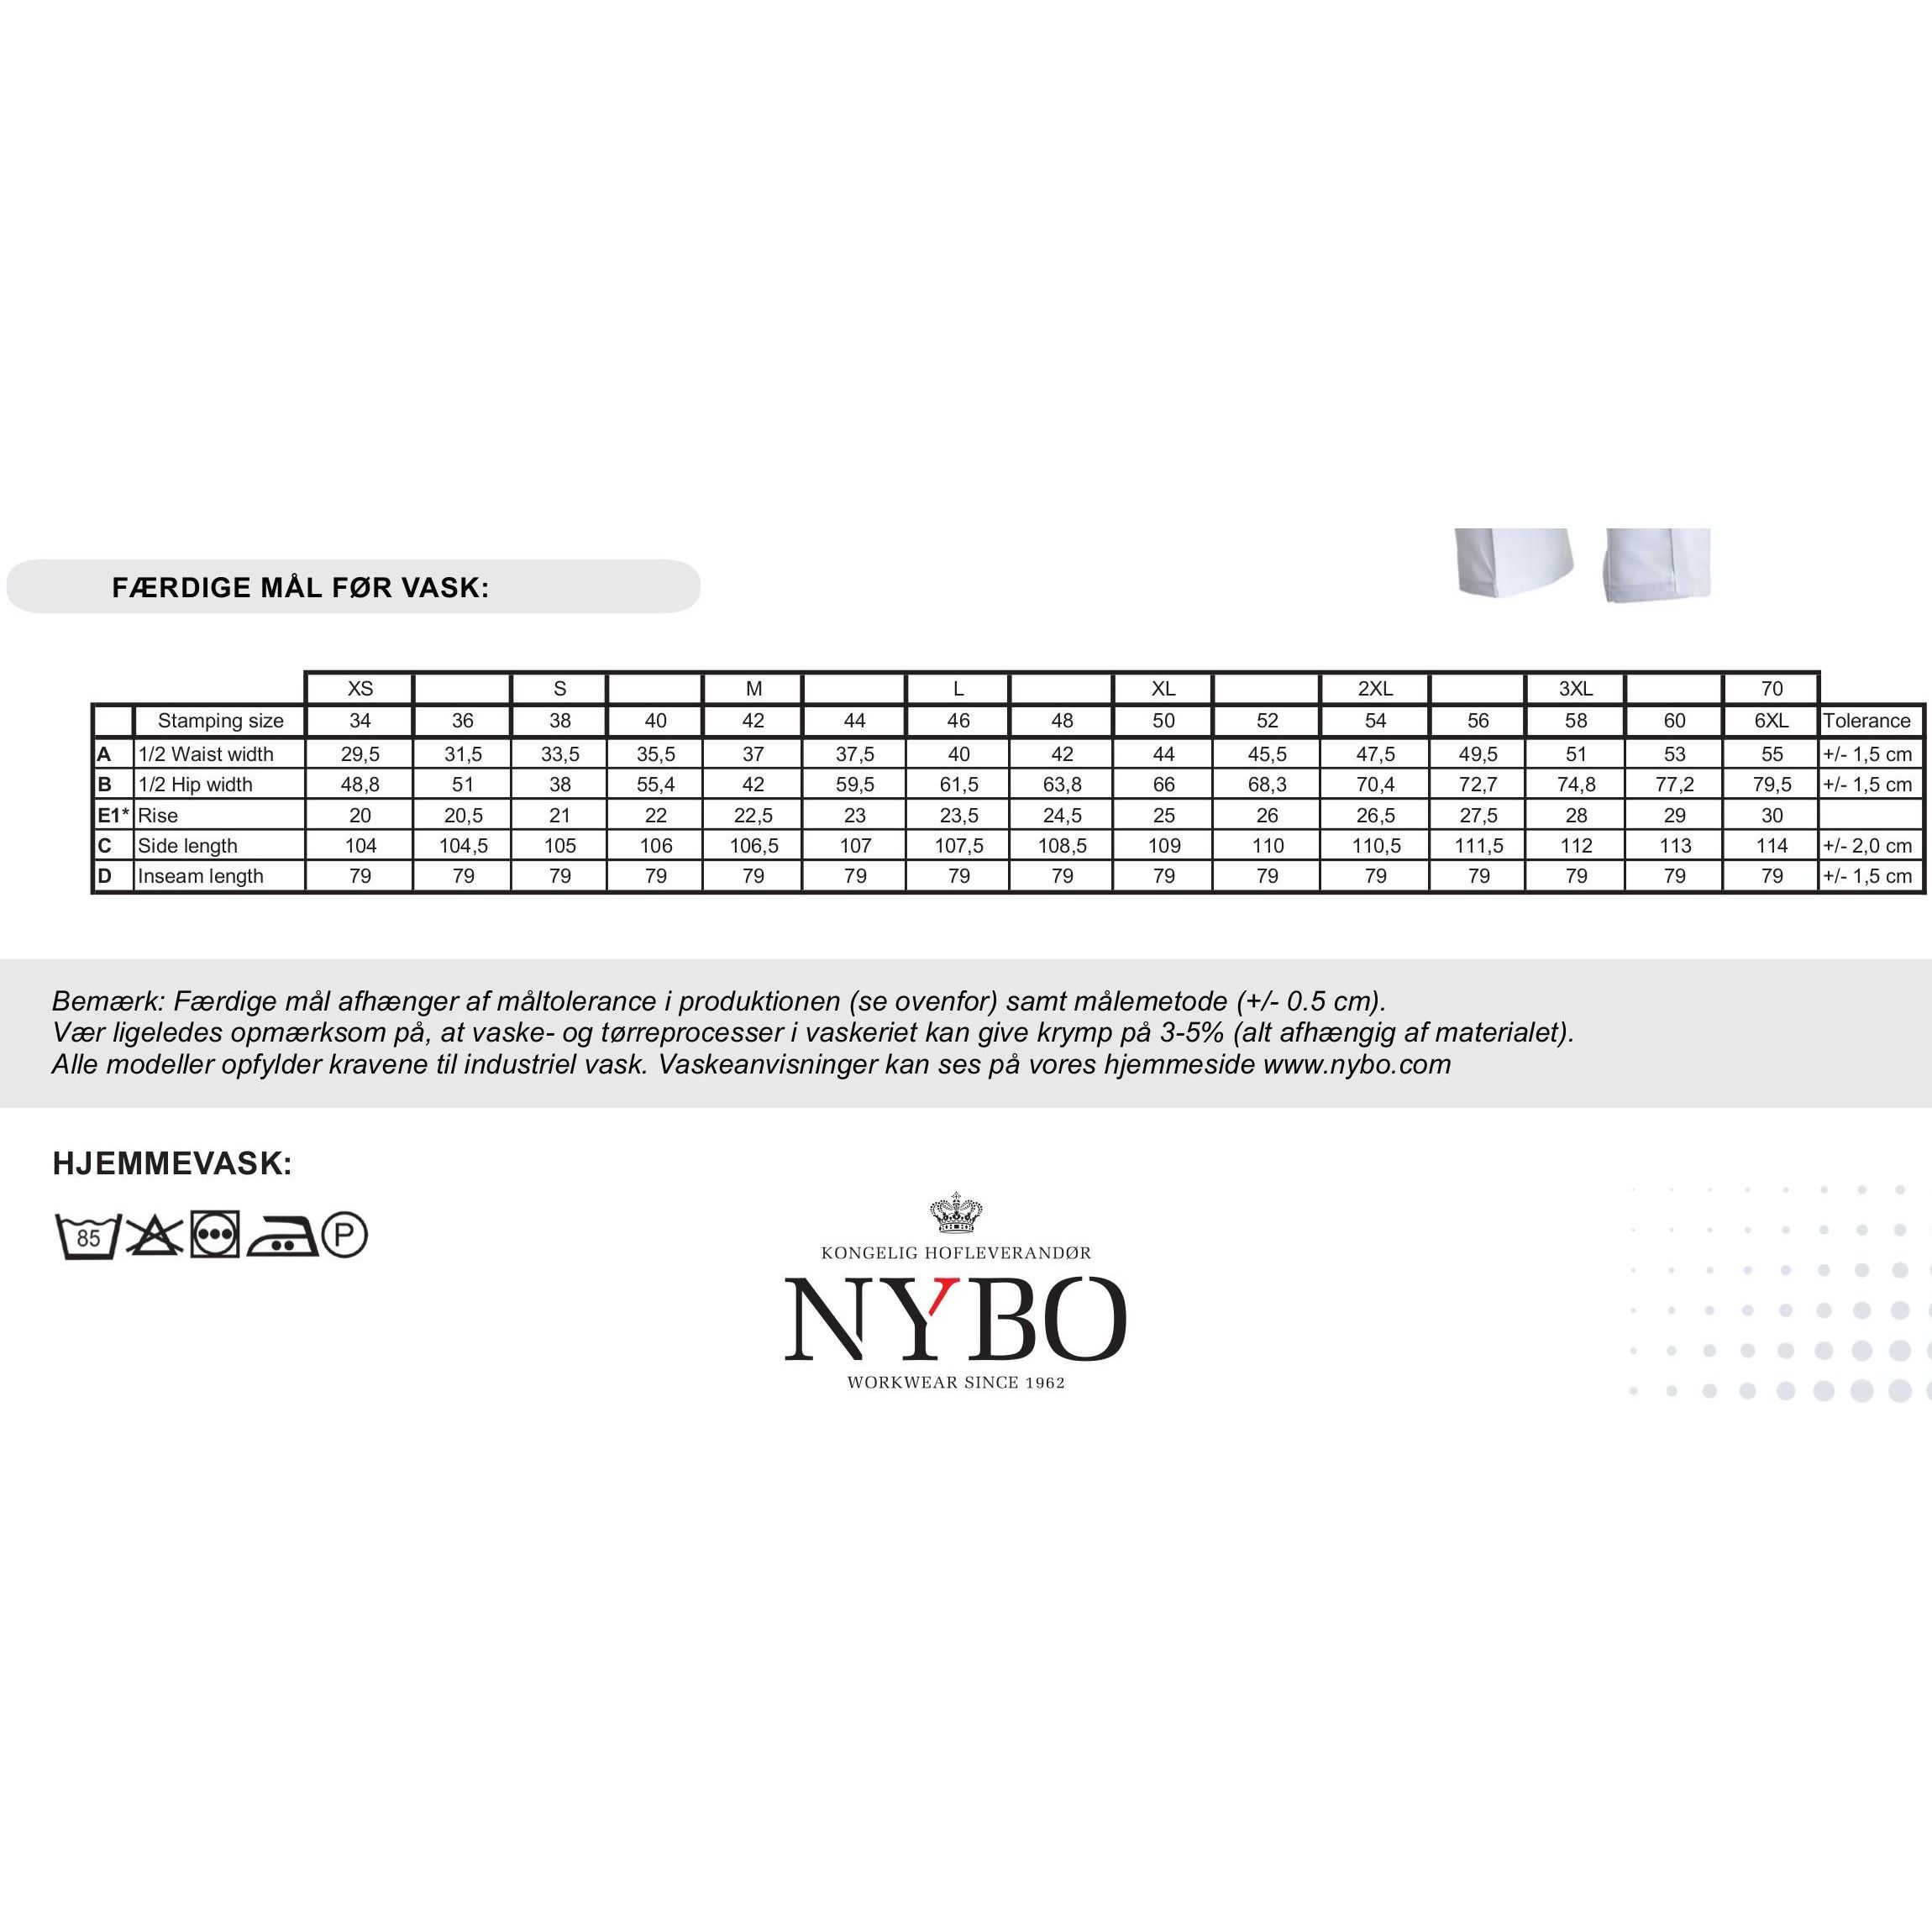 FÆRDIGE MÅL FØR VASK:
XS S M L XL 2XL 3XL 70
Stamping size 34 36 38 40 42 44 46 48 50 52 54 56 58 60 6XL Tolerance
A 1/2 Waist width 29,5 31,5 33,5 35,5 37 37,5 40 42 44 45,5 47,5 49,5 51 53 55 +/- 1,5 cm
B 1/2 Hip width 48,8 51 38 55,4 42 59,5 61,5 63,8 66 68,3 70,4 72,7 74,8 77,2 79,5 +/- 1,5 cm
E1* Rise 20 20,5 21 22 22,5 23 23,5 24,5 25 26 26,5 27,5 28 29 30
C Side length 104 104,5 105 106 106,5 107 107,5 108,5 109 110 110,5 111,5 112 113 114 +/- 2,0 cm
D Inseam length 79 79 79 79 79 79 79 79 79 79 79 79 79 79 79 +/- 1,5 cm
Bemærk: Færdige mål afhænger af måltolerance i produktionen (se ovenfor) samt målemetode (+/- 0.5 cm).
Vær ligeledes opmærksom på, at vaske- og tørreprocesser i vaskeriet kan give krymp på 3-5% (alt afhængig af materialet).
Alle modeller opfylder kravene til industriel vask. Vaskeanvisninger kan ses på vores hjemmeside www.nybo.com
HJEMMEVASK:
85 P
KONGELIG HOFLEVERANDØR
NYBO
WORKWEAR SINCE 1962